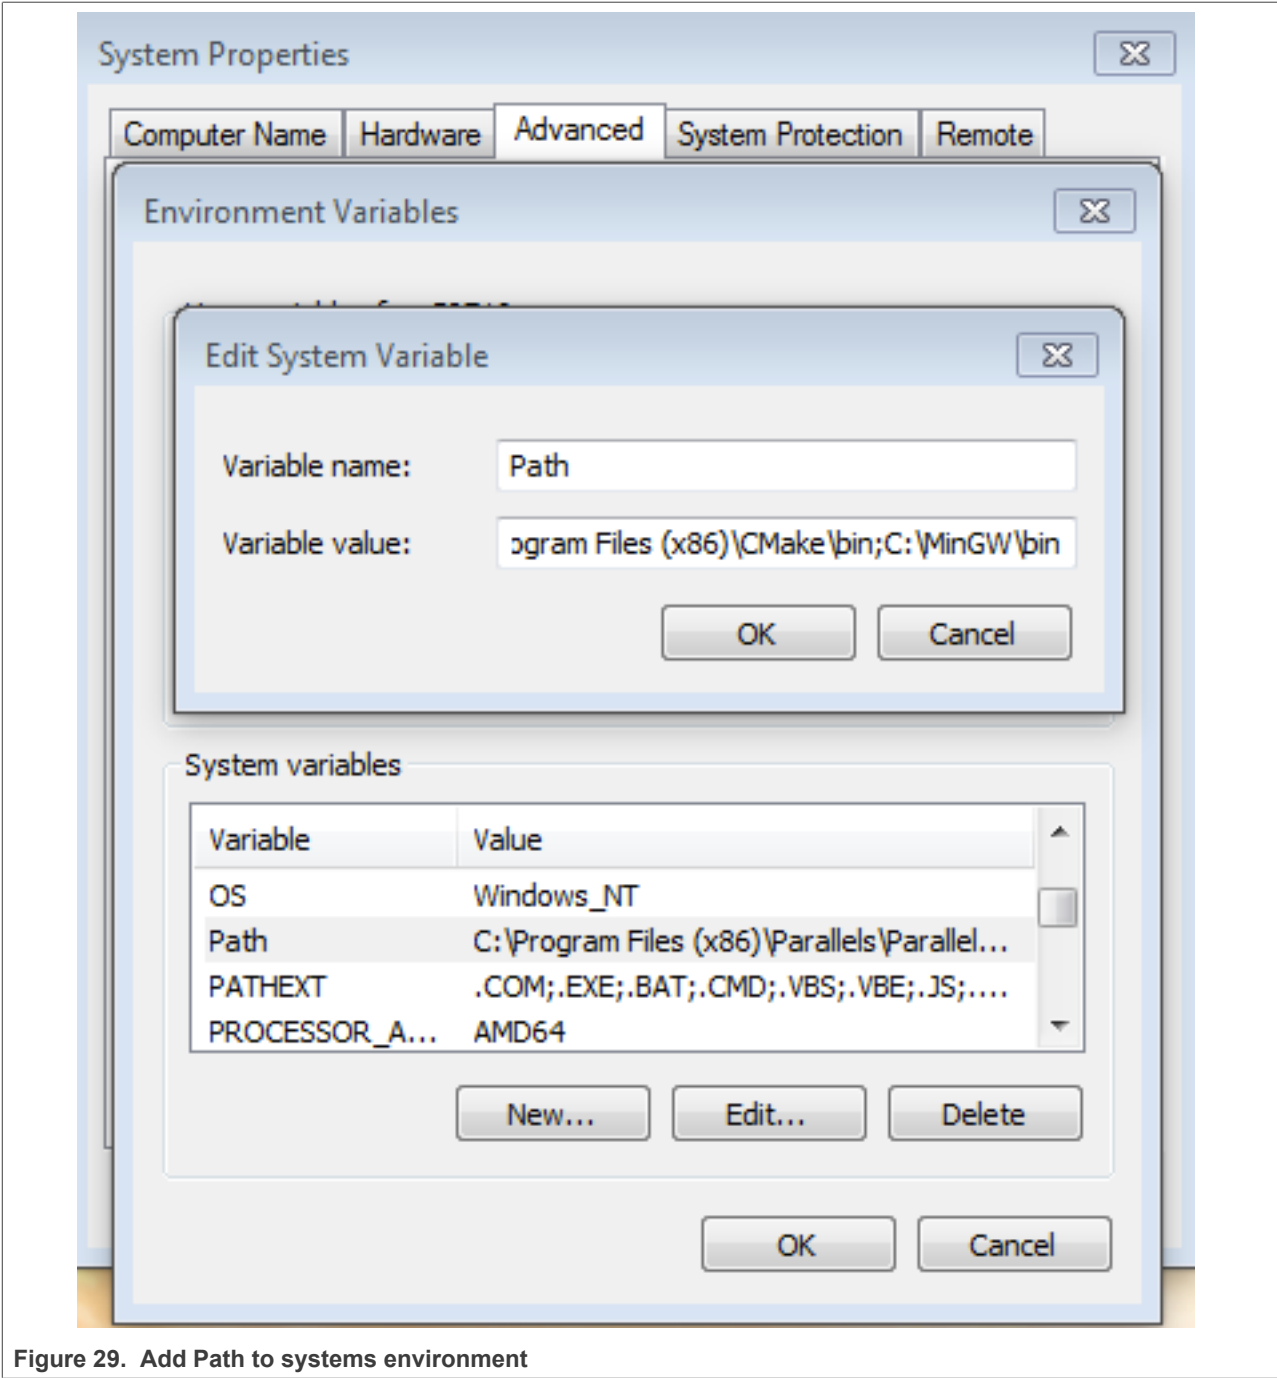 System Properties
Computer Name Hardware Advanced System Protection Remote
Environment Variables
Edit System Variable
Variable name: Path
Variable value: ogram Files (x86)\CMake\bin;C:\MinGW\bin
OK Cancel
System variables
Variable Value
OS Windows_NT
Path C:\Program Files (x86)\Parallels\Parallel...
PATHEXT .COM;.EXE;.BAT;.CMD;.VBS;.VBE;.JS;....
PROCESSOR_A... AMD64
New... Edit... Delete
OK Cancel
Figure 29. Add Path to systems environment